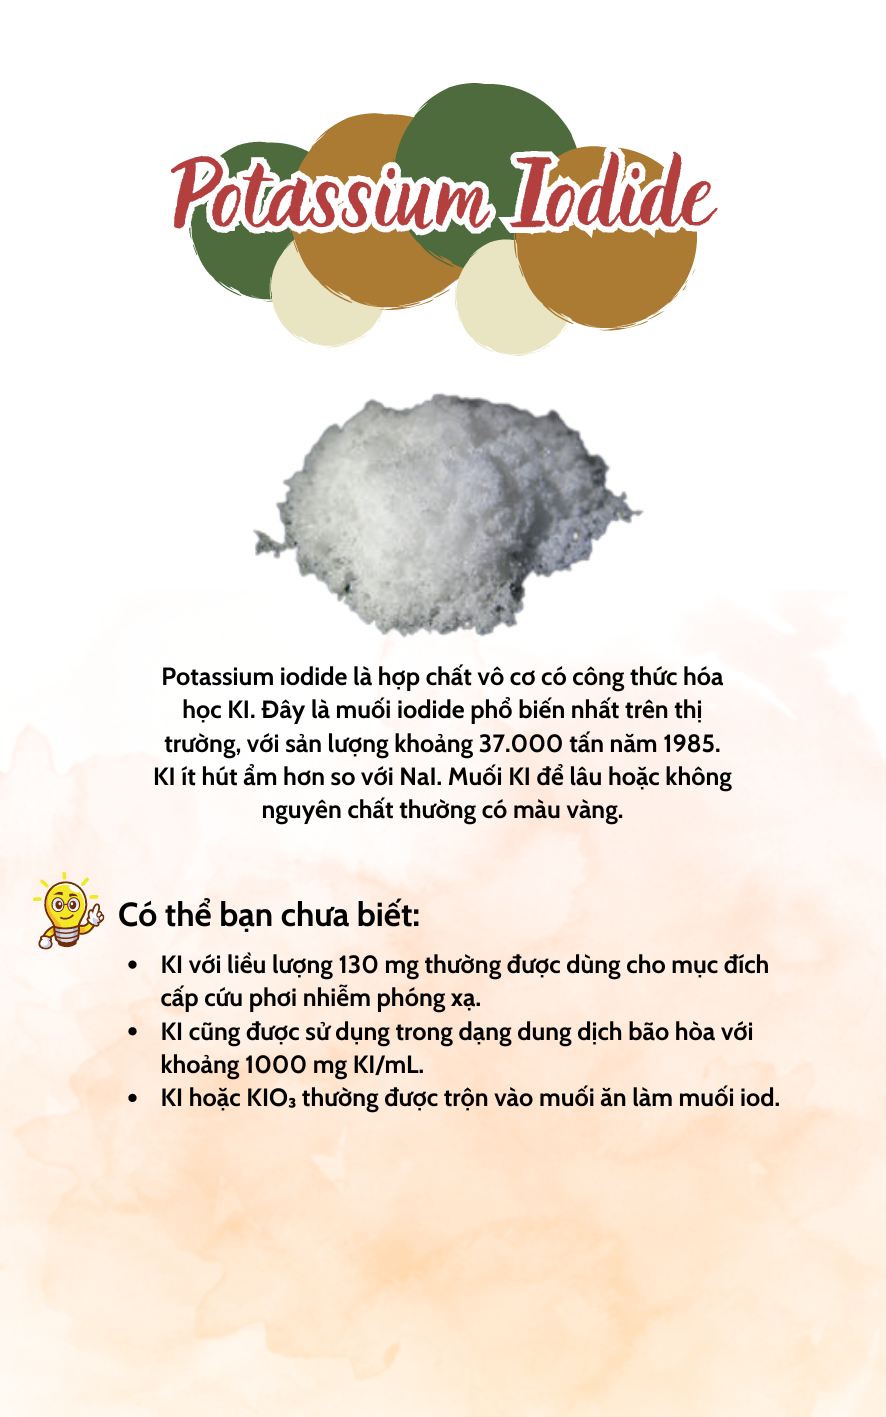 Potassium Iodide
Potassium iodide là hợp chất vô cơ có công thức hóa
học KI. Đây là muối iodide phổ biến nhất trên thị
trường, với sản lượng khoảng 37.000 tấn năm 1985.
KI ít hút ẩm hơn so với NaI. Muối KI để lâu hoặc không
nguyên chất thường có màu vàng.
Có thể bạn chưa biết:
• KI với liều lượng 130 mg thường được dùng cho mục đích
cấp cứu phơi nhiễm phóng xạ.
• KI cũng được sử dụng trong dạng dung dịch bão hòa với
khoảng 1000 mg KI/mL.
• KI hoặc KIO₃ thường được trộn vào muối ăn làm muối iod.